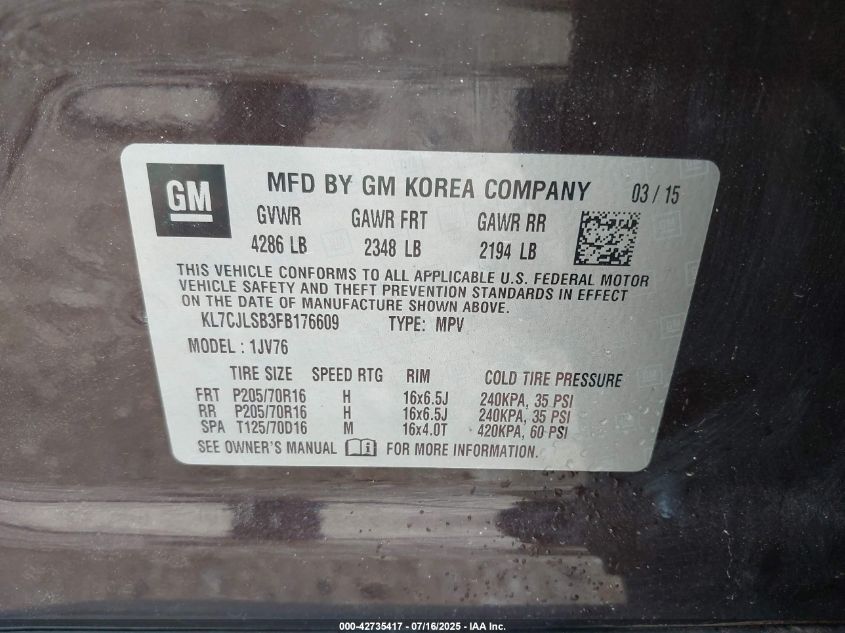 GM MFD BY GM KOREA COMPANY 03 / 15
GVWR GAWR FRT GAWR RR
4286 LB 2348 LB 2194 LB
THIS VEHICLE CONFORMS TO ALL APPLICABLE U.S. FEDERAL MOTOR
VEHICLE SAFETY AND THEFT PREVENTION STANDARDS IN EFFECT
ON THE DATE OF MANUFACTURE SHOWN ABOVE.
KL7CJLSB3FB176609 TYPE: MPV
MODEL : 1JV76
TIRE SIZE SPEED RTG RIM COLD TIRE PRESSURE
FRT P205/70R16 H 16x6.5J 240KPA, 35 PSI
RR P205/70R16 H 16x6.5J 240KPA, 35 PSI
SPA T125/70D16 M 16x4.0T 420KPA, 60 PSI
SEE OWNER'S MANUAL FOR MORE INFORMATION.
000-42735417 - 07/16/2025 - IAA Inc.